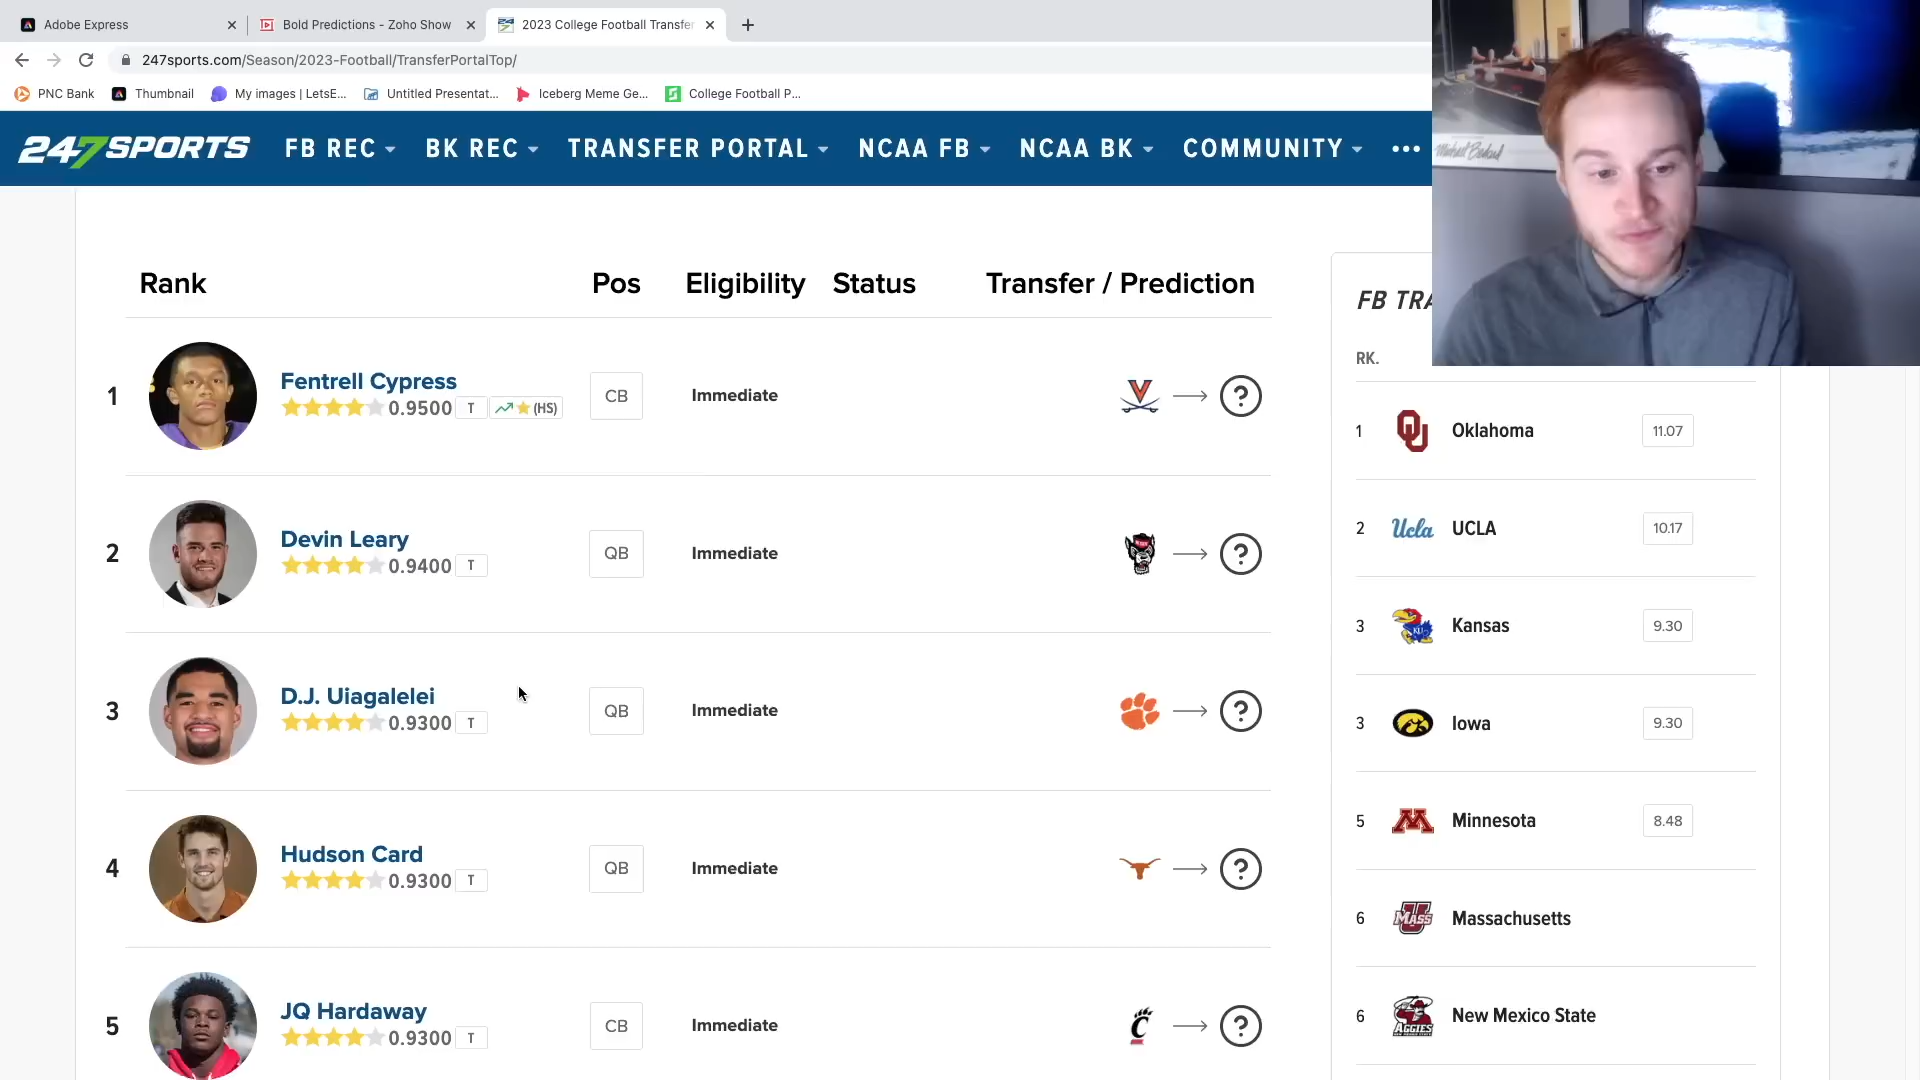 Adobe Express
Bold Predictions - Zoho Show
2023 College Football Transfer
247sports.com/Season/2023-Football/TransferPortalTop/
PNC Bank
Thumbnail
My images | LetsE...
Untitled Presentat...
Iceberg Meme Ge...
College Football P...
247SPORTS
FB REC
BK REC
TRANSFER PORTAL
NCAA FB
NCAA BK
COMMUNITY
Rank Pos Eligibility Status Transfer / Prediction
1 Fentrell Cypress CB Immediate
0.9500 T (HS)
2 Devin Leary QB Immediate
0.9400 T
3 D.J. Uiagalelei QB Immediate
0.9300 T
4 Hudson Card QB Immediate
0.9300 T
5 JQ Hardaway CB Immediate
0.9300 T
FB TRA
RK.
1 OU Oklahoma 11.07
2 Ucla UCLA 10.17
3 KU Kansas 9.30
3 Iowa 9.30
5 M Minnesota 8.48
6 UMASS Massachusetts
6 AGGIES New Mexico State